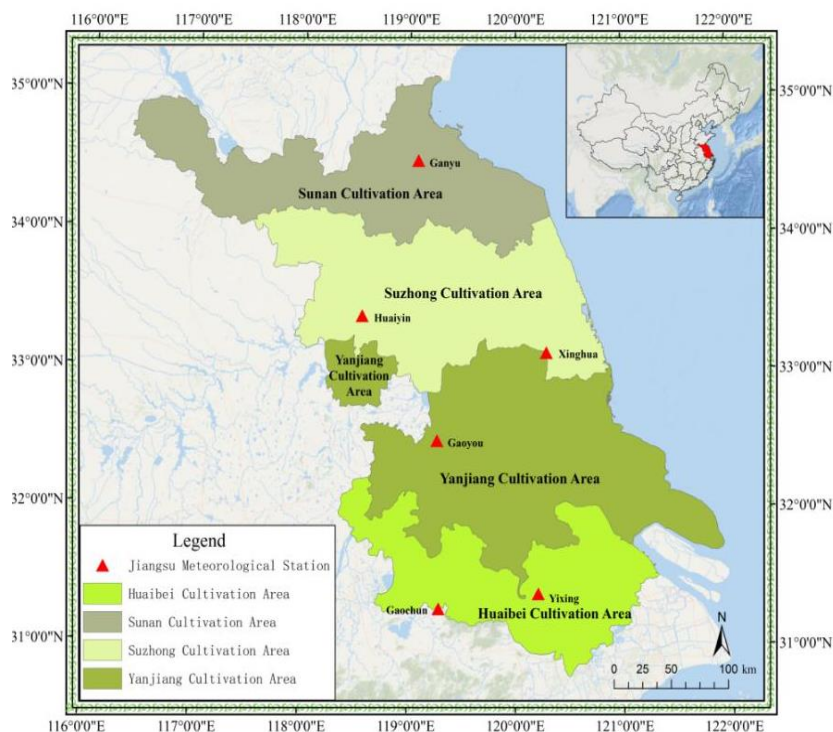 116°0'0"E 117°0'0"E 118°0'0"E 119°0'0"E 120°0'0"E 121°0'0"E 122°0'0"E
35°0'0"N 35°0'0"N
Ganyu
Sunan Cultivation Area
34°0'0"N 34°0'0"N
Suzhong Cultivation Area
Huaiyin
Xinghua
33°0'0"N 33°0'0"N
Yanjiang
Cultivation
Area
Gaoyou
Yanjiang Cultivation Area
32°0'0"N 32°0'0"N
Legend
Jiangsu Meteorological Station
Huaibei Cultivation Area
Sunan Cultivation Area
Suzhong Cultivation Area
Yanjiang Cultivation Area
Yixing
Gaochun
Huaibei Cultivation Area
31°0'0"N 31°0'0"N
N
0 25 50 100 km
116°0'0"E 117°0'0"E 118°0'0"E 119°0'0"E 120°0'0"E 121°0'0"E 122°0'0"E